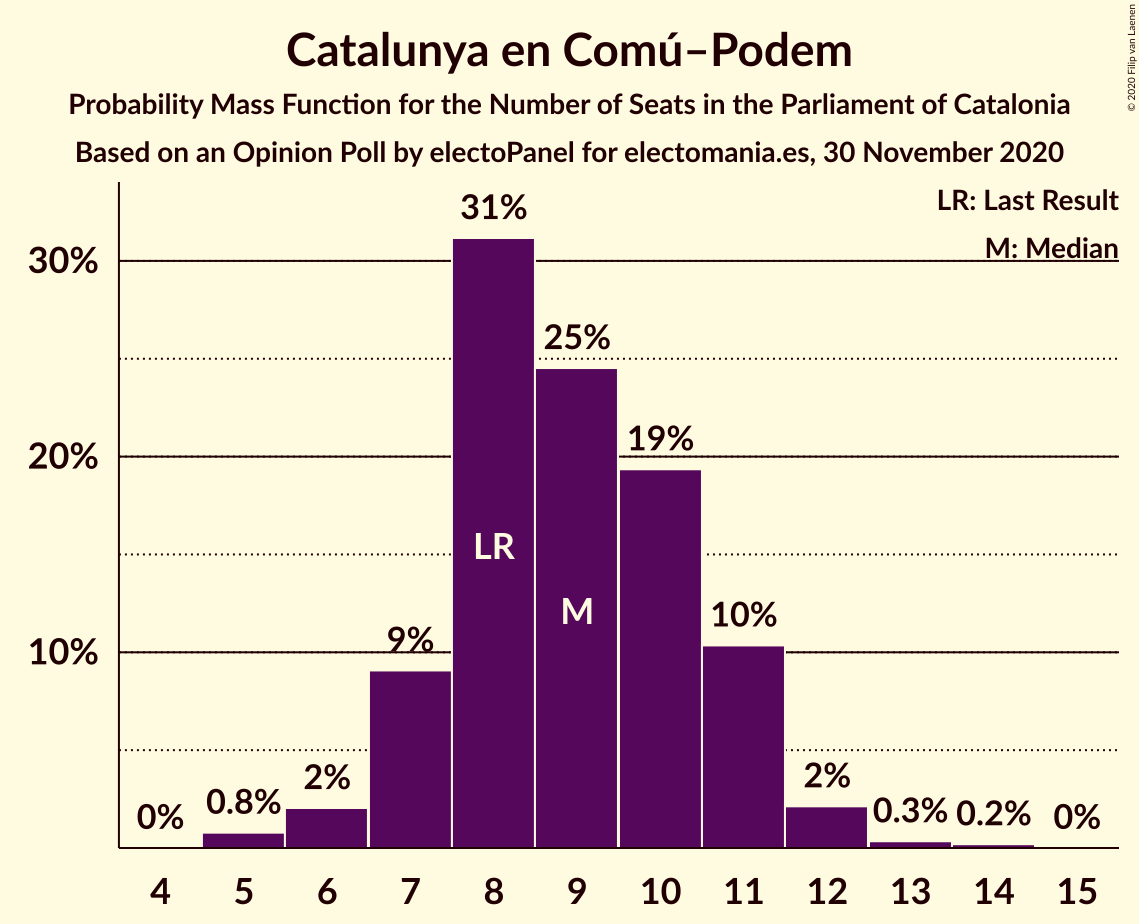 Catalunya en Comú–Podem
Probability Mass Function for the Number of Seats in the Parliament of Catalonia
Based on an Opinion Poll by electoPanel for electomania.es, 30 November 2020
© 2020 Filip van Laenen
LR: Last Result
M: Median
30%
20%
10%
0%
0.8%
2%
9%
31%
25%
19%
10%
2%
0.3%
0.2%
0%
LR
M
4 5 6 7 8 9 10 11 12 13 14 15